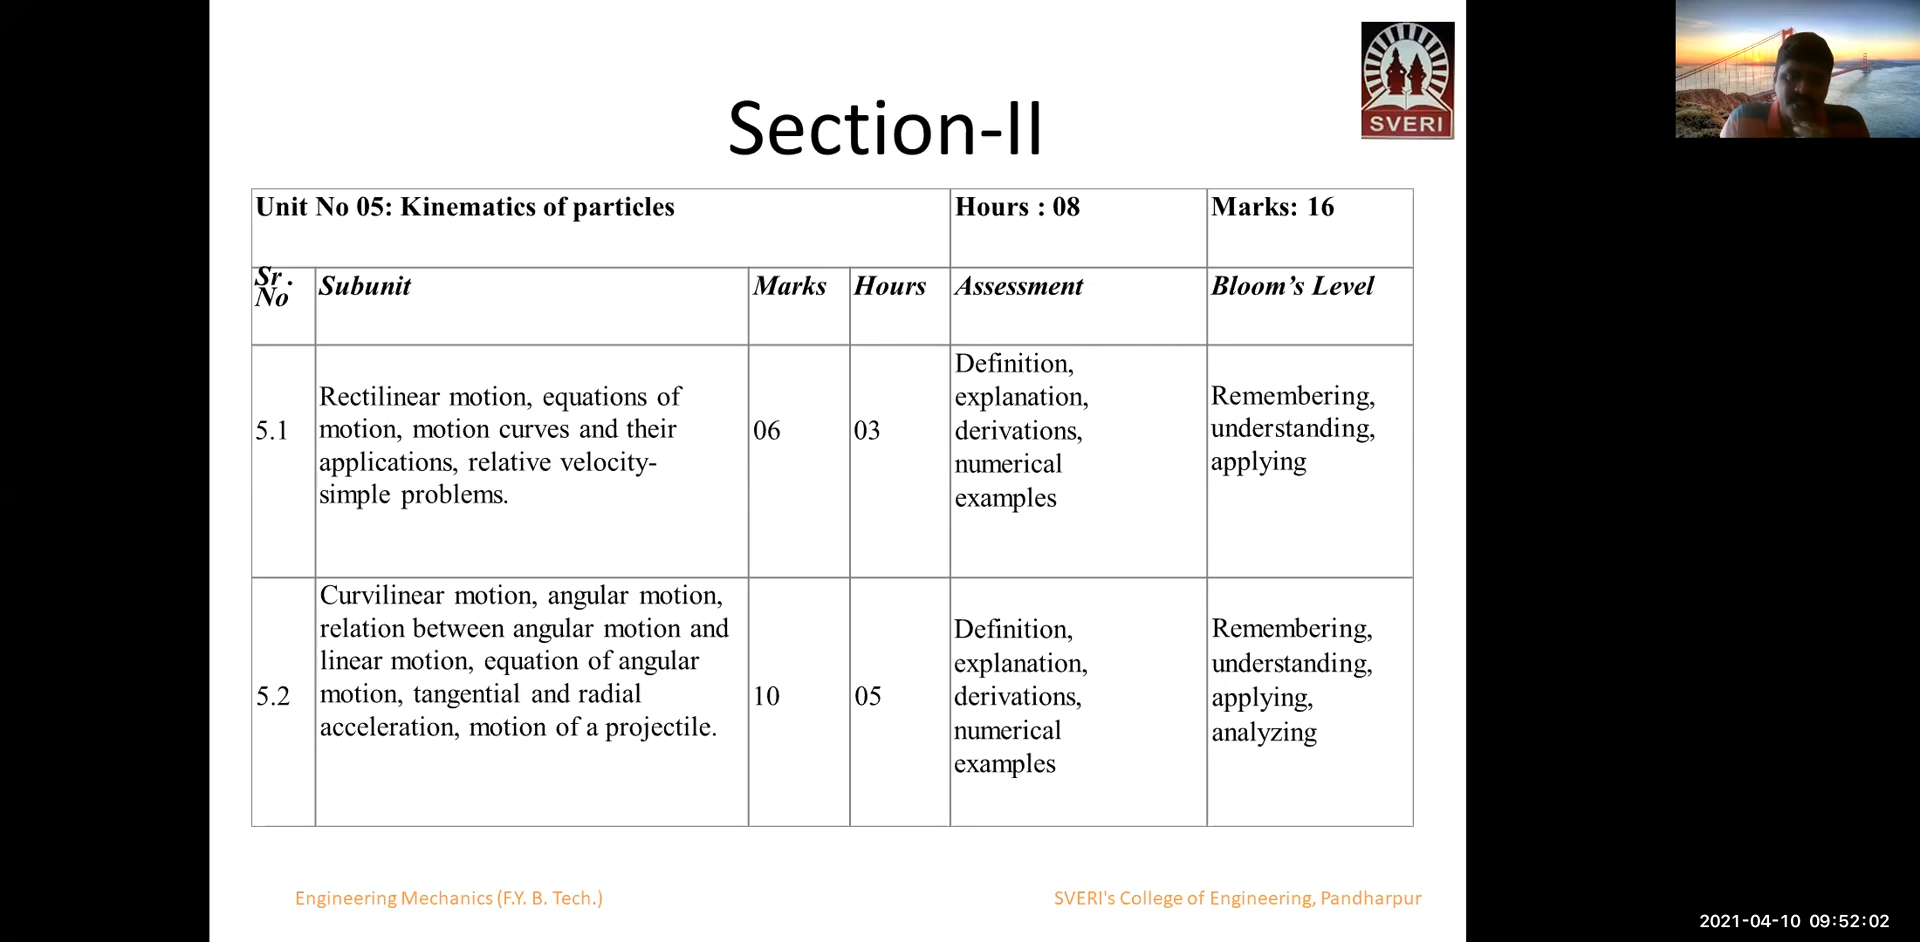 SVERI
Section-II
Unit No 05: Kinematics of particles
Hours : 08
Marks: 16
Sr.
No
Subunit
Marks
Hours
Assessment
Bloom’s Level
5.1
Rectilinear motion, equations of
motion, motion curves and their
applications, relative velocity-
simple problems.
06
03
Definition,
explanation,
derivations,
numerical
examples
Remembering,
understanding,
applying
5.2
Curvilinear motion, angular motion,
relation between angular motion and
linear motion, equation of angular
motion, tangential and radial
acceleration, motion of a projectile.
10
05
Definition,
explanation,
derivations,
numerical
examples
Remembering,
understanding,
applying,
analyzing
Engineering Mechanics (F.Y. B. Tech.)
SVERI's College of Engineering, Pandharpur
2021-04-10 09:52:02